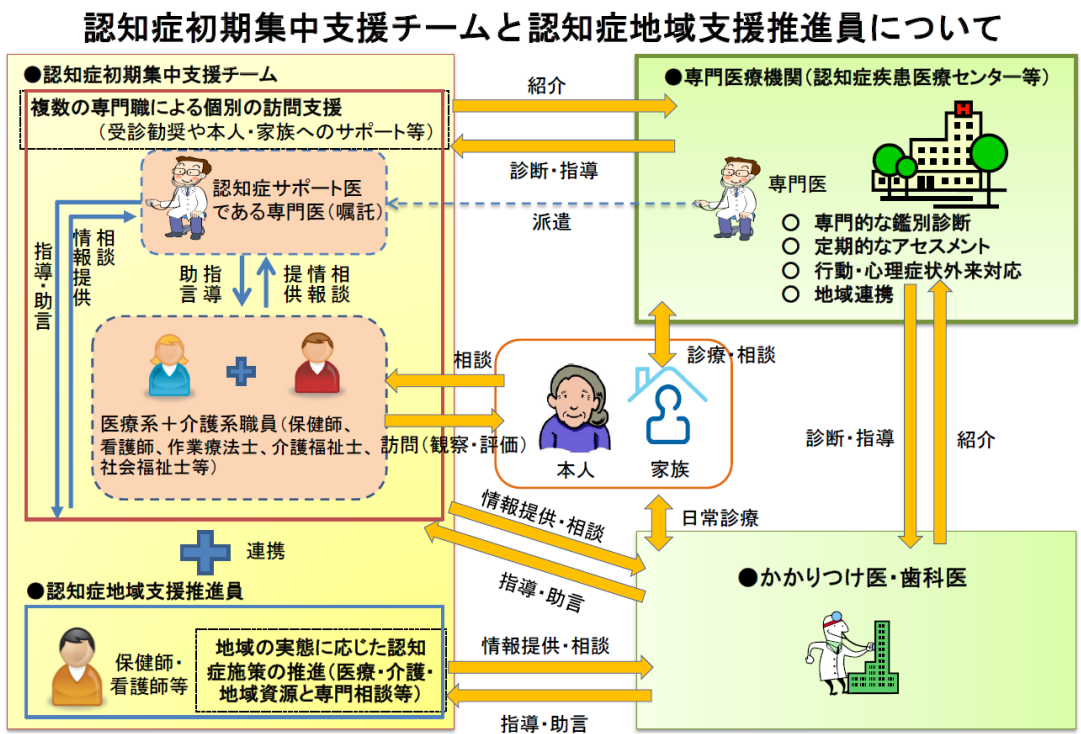 認知症初期集中支援チームと認知症地域支援推進員について
●認知症初期集中支援チーム
複数の専門職による個別の訪問支援
（受診勧奨や本人・家族へのサポート等）
認知症サポート医
である専門医（嘱託）
指導・助言
情報提供
相談
助言
指導
提供
情報
相談
医療系＋介護系職員（保健師、
看護師、作業療法士、介護福祉士、
社会福祉士等）
連携
●認知症地域支援推進員
保健師・
看護師等
地域の実態に応じた認知
症施策の推進（医療・介護・
地域資源と専門相談等）
紹介
診断・指導
派遣
相談
訪問（観察・評価）
本人
家族
診療・相談
日常診療
情報提供・相談
指導・助言
情報提供・相談
指導・助言
●専門医療機関（認知症疾患医療センター等）
H
専門医
○ 専門的な鑑別診断
○ 定期的なアセスメント
○ 行動・心理症状外来対応
○ 地域連携
診断・指導
紹介
●かかりつけ医・歯科医